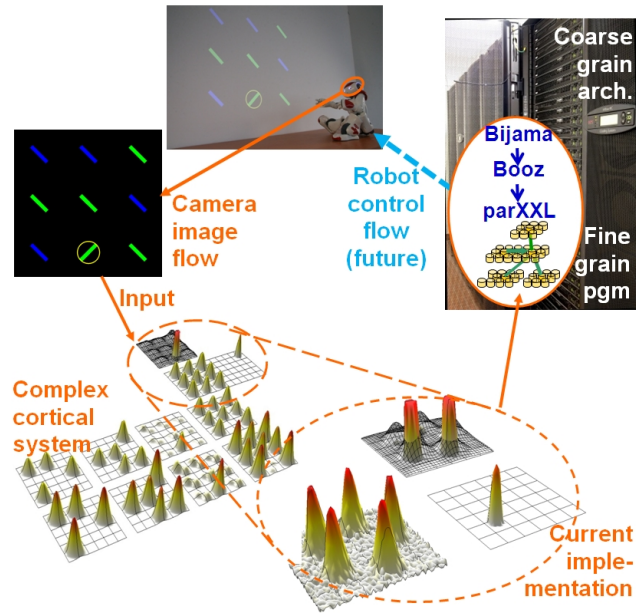 Coarse
grain
arch.
Bijama
Booz
parXXL
Fine
grain
pgm
Robot
control
flow
(future)
Camera
image
flow
Input
Complex
cortical
system
Current
imple-
mentation